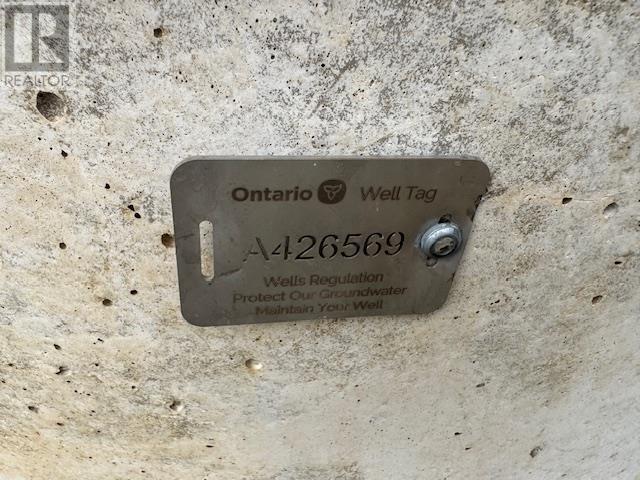 REALTOR
Ontario Well Tag
A426569
Wells Regulation
Protect Our Groundwater
Maintain Your Well